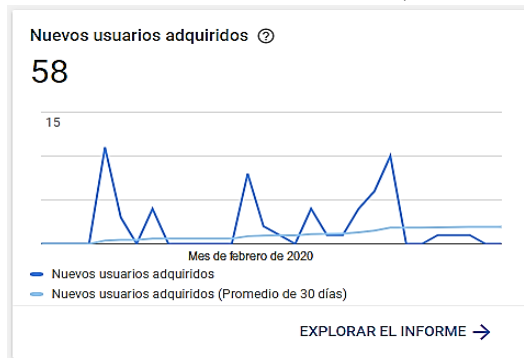 Nuevos usuarios adquiridos
58
15
Mes de febrero de 2020
Nuevos usuarios adquiridos
Nuevos usuarios adquiridos (Promedio de 30 días)
EXPLORAR EL INFORME